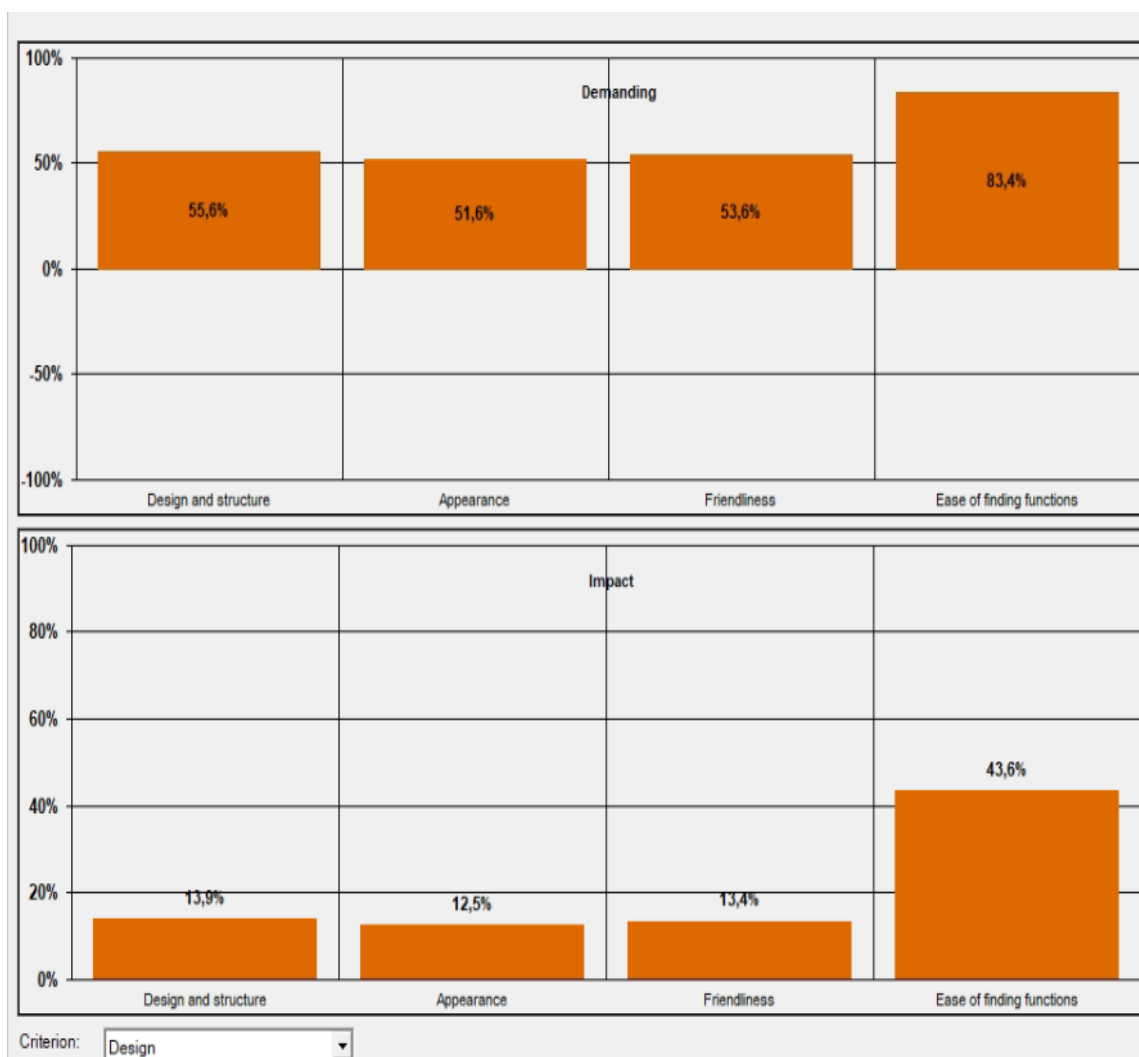 100%
Demanding
50%
83,4%
55,6%
51,6%
53,6%
0%
-50%
-100%
Design and structure
Appearance
Friendliness
Ease of finding functions
100%
Impact
80%
60%
43,6%
40%
20%
13,9%
12,5%
13,4%
0%
Design and structure
Appearance
Friendliness
Ease of finding functions
Criterion:
Design